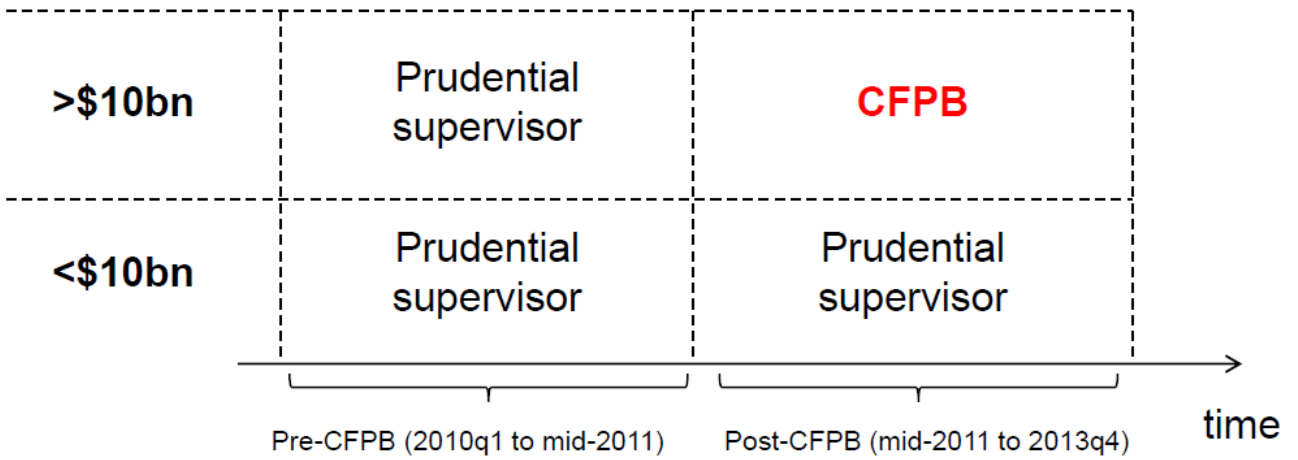 >$10bn
Prudential
supervisor
CFPB
<$10bn
Prudential
supervisor
Prudential
supervisor
time
Pre-CFPB (2010q1 to mid-2011)
Post-CFPB (mid-2011 to 2013q4)